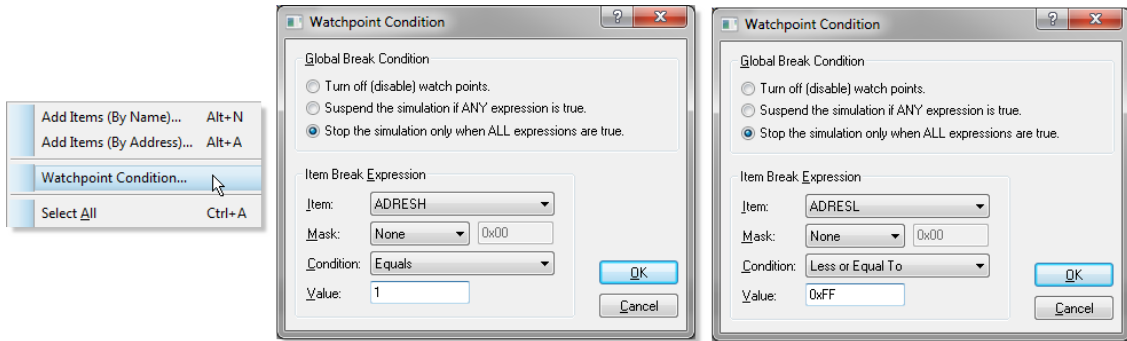 Add Items (By Name)... Alt+N
Add Items (By Address)... Alt+A
Watchpoint Condition...
Select All Ctrl+A
Watchpoint Condition
Global Break Condition
Turn off (disable) watch points.
Suspend the simulation if ANY expression is true.
Stop the simulation only when ALL expressions are true.
Item Break Expression
Item: ADRESH
Mask: None 0x00
Condition: Equals
Value: 1
OK
Cancel
Watchpoint Condition
Global Break Condition
Turn off (disable) watch points.
Suspend the simulation if ANY expression is true.
Stop the simulation only when ALL expressions are true.
Item Break Expression
Item: ADRESL
Mask: None 0x00
Condition: Less or Equal To
Value: 0xFF
OK
Cancel